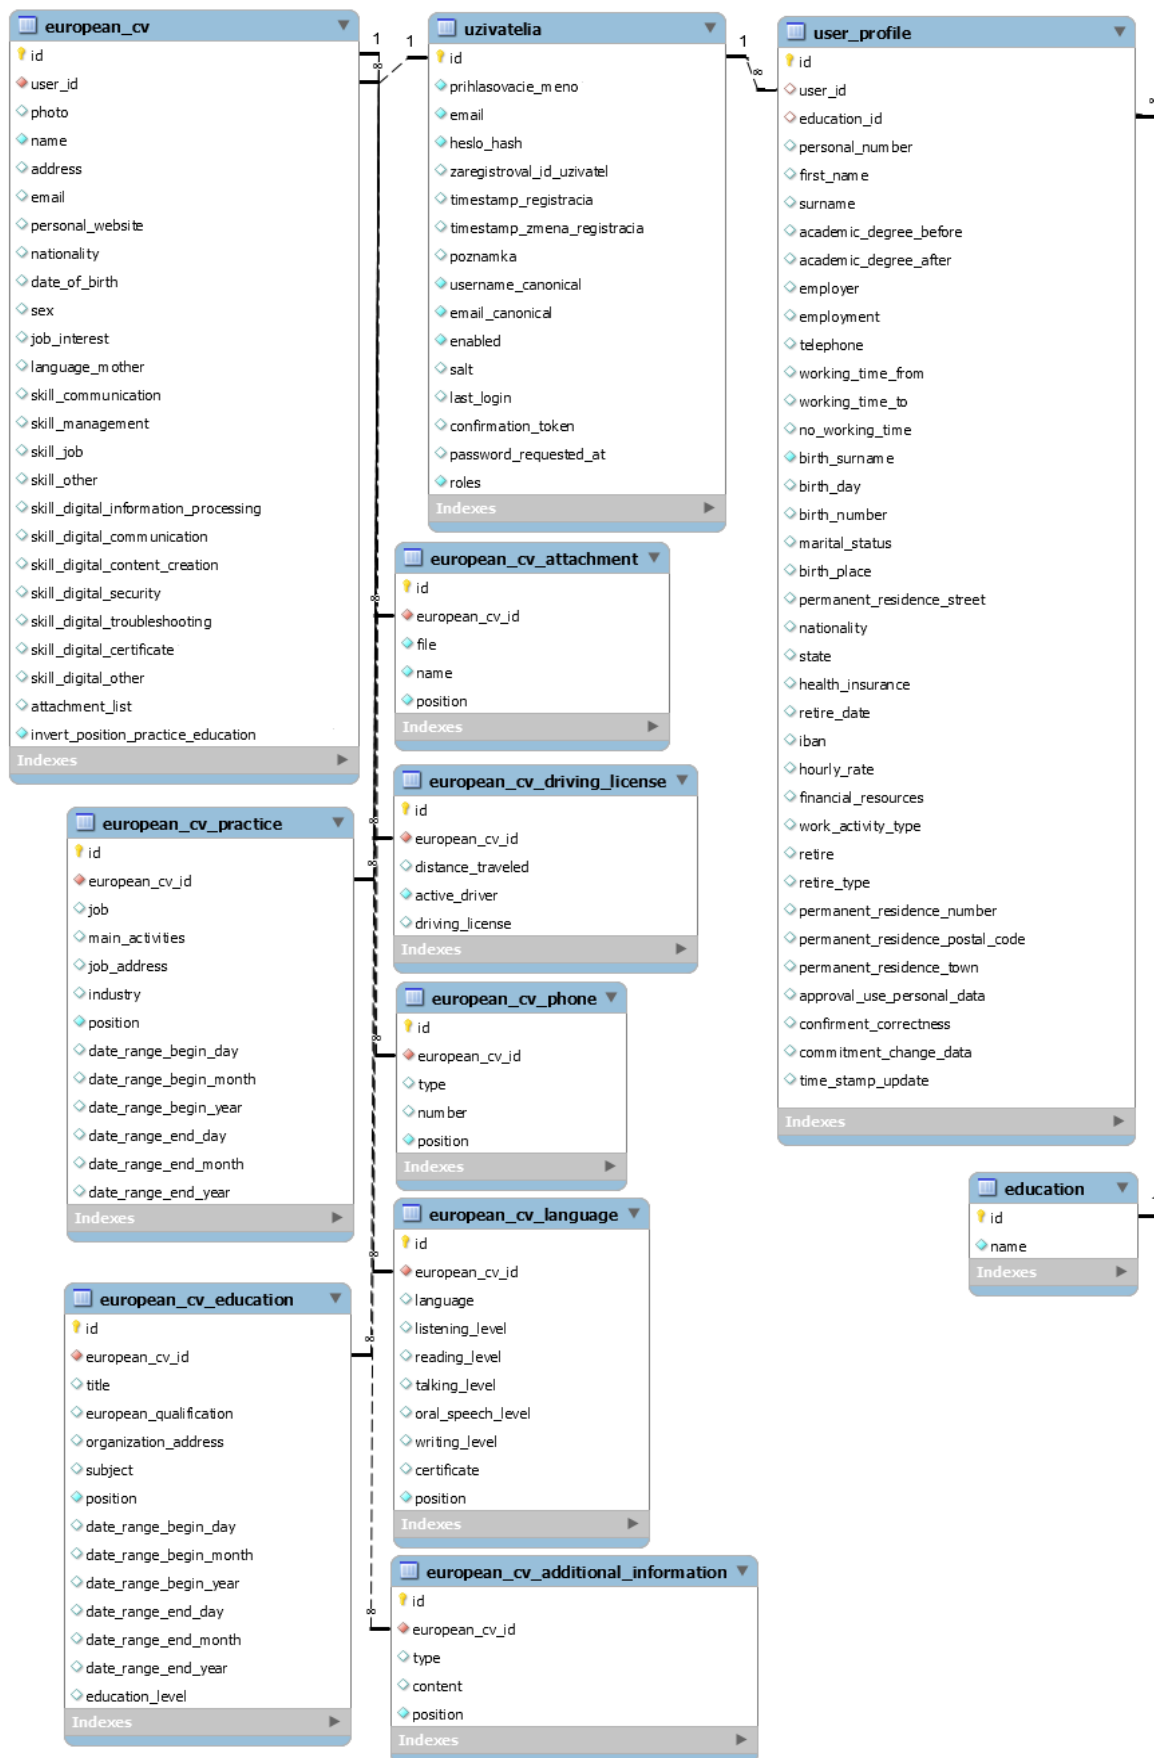 european_cv
id
user_id
photo
name
address
email
personal_website
nationality
date_of_birth
sex
job_interest
language_mother
skill_communication
skill_management
skill_job
skill_other
skill_digital_information_processing
skill_digital_communication
skill_digital_content_creation
skill_digital_security
skill_digital_troubleshooting
skill_digital_certificate
skill_digital_other
attachment_list
invert_position_practice_education
Indexes
1
∞
1
uzivatelia
id
prihlasovacie_meno
email
heslo_hash
zaregistroval_id_uzivatel
timestamp_registracia
timestamp_zmena_registracia
poznamka
username_canonical
email_canonical
enabled
salt
last_login
confirmation_token
password_requested_at
roles
Indexes
1
∞
user_profile
id
user_id
education_id
personal_number
first_name
surname
academic_degree_before
academic_degree_after
employer
employment
telephone
working_time_from
working_time_to
no_working_time
birth_surname
birth_day
birth_number
marital_status
birth_place
permanent_residence_street
nationality
state
health_insurance
retire_date
iban
hourly_rate
financial_resources
work_activity_type
retire
retire_type
permanent_residence_number
permanent_residence_postal_code
permanent_residence_town
approval_use_personal_data
confirment_correctness
commitment_change_data
time_stamp_update
Indexes
european_cv_attachment
∞
id
european_cv_id
file
name
position
Indexes
european_cv_driving_license
∞
id
european_cv_id
distance_traveled
active_driver
driving_license
Indexes
european_cv_practice
∞
id
european_cv_id
job
main_activities
job_address
industry
position
date_range_begin_day
date_range_begin_month
date_range_begin_year
date_range_end_day
date_range_end_month
date_range_end_year
Indexes
european_cv_phone
∞
id
european_cv_id
type
number
position
Indexes
education
id
name
Indexes
european_cv_language
∞
id
european_cv_id
language
listening_level
reading_level
talking_level
oral_speech_level
writing_level
certificate
position
Indexes
european_cv_education
∞
id
european_cv_id
title
european_qualification
organization_address
subject
position
date_range_begin_day
date_range_begin_month
date_range_begin_year
date_range_end_day
date_range_end_month
date_range_end_year
education_level
Indexes
european_cv_additional_information
∞
id
european_cv_id
type
content
position
Indexes